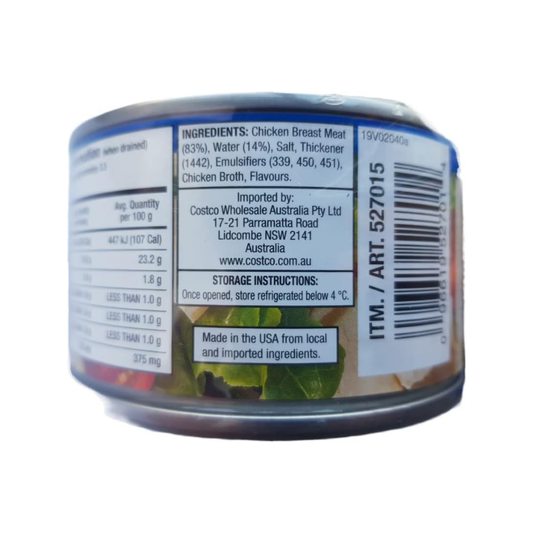 (when drained)
Avg. Quantity
per 100 g
447 kJ (107 Cal)
23.2 g
1.8 g
LESS THAN 1.0 g
LESS THAN 1.0 g
LESS THAN 1.0 g
375 mg
INGREDIENTS: Chicken Breast Meat
(83%), Water (14%), Salt, Thickener
(1442), Emulsifiers (339, 450, 451),
Chicken Broth, Flavours.
Imported by:
Costco Wholesale Australia Pty Ltd
17-21 Parramatta Road
Lidcombe NSW 2141
Australia
www.costco.com.au
STORAGE INSTRUCTIONS:
Once opened, store refrigerated below 4 °C.
Made in the USA from local
and imported ingredients.
19V02040a
ITM. / ART. 527015